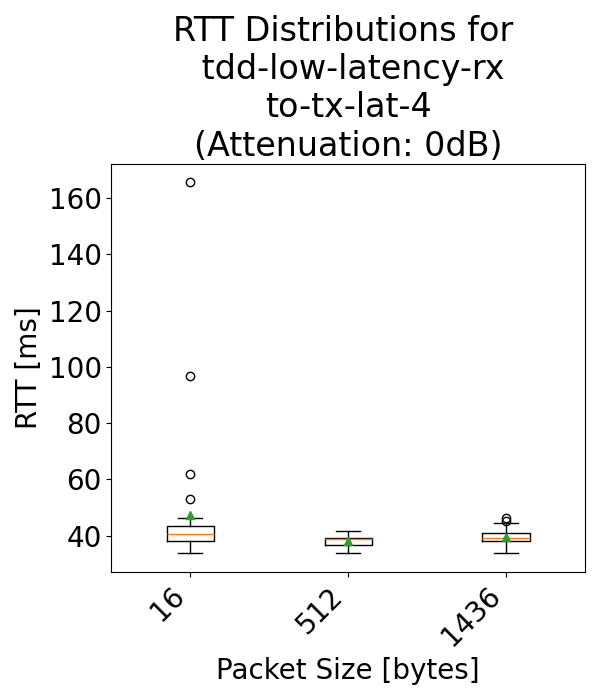 RTT Distributions for
tdd-low-latency-rx
to-tx-lat-4
(Attenuation: 0dB)
160
140
120
100
80
60
40
RTT [ms]
16
512
1436
Packet Size [bytes]